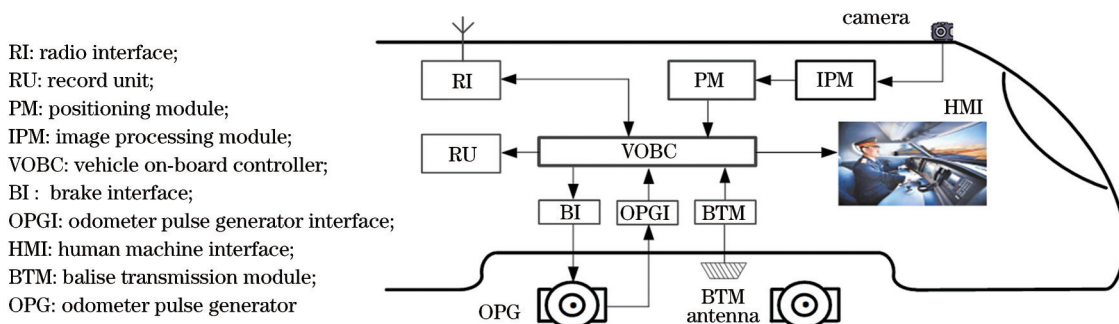 RI: radio interface;
RU: record unit;
PM: positioning module;
IPM: image processing module;
VOBC: vehicle on-board controller;
BI : brake interface;
OPGI: odometer pulse generator interface;
HMI: human machine interface;
BTM: balise transmission module;
OPG: odometer pulse generator
camera
RI
PM
IPM
HMI
RU
VOBC
BI
OPGI
BTM
OPG
BTM
antenna